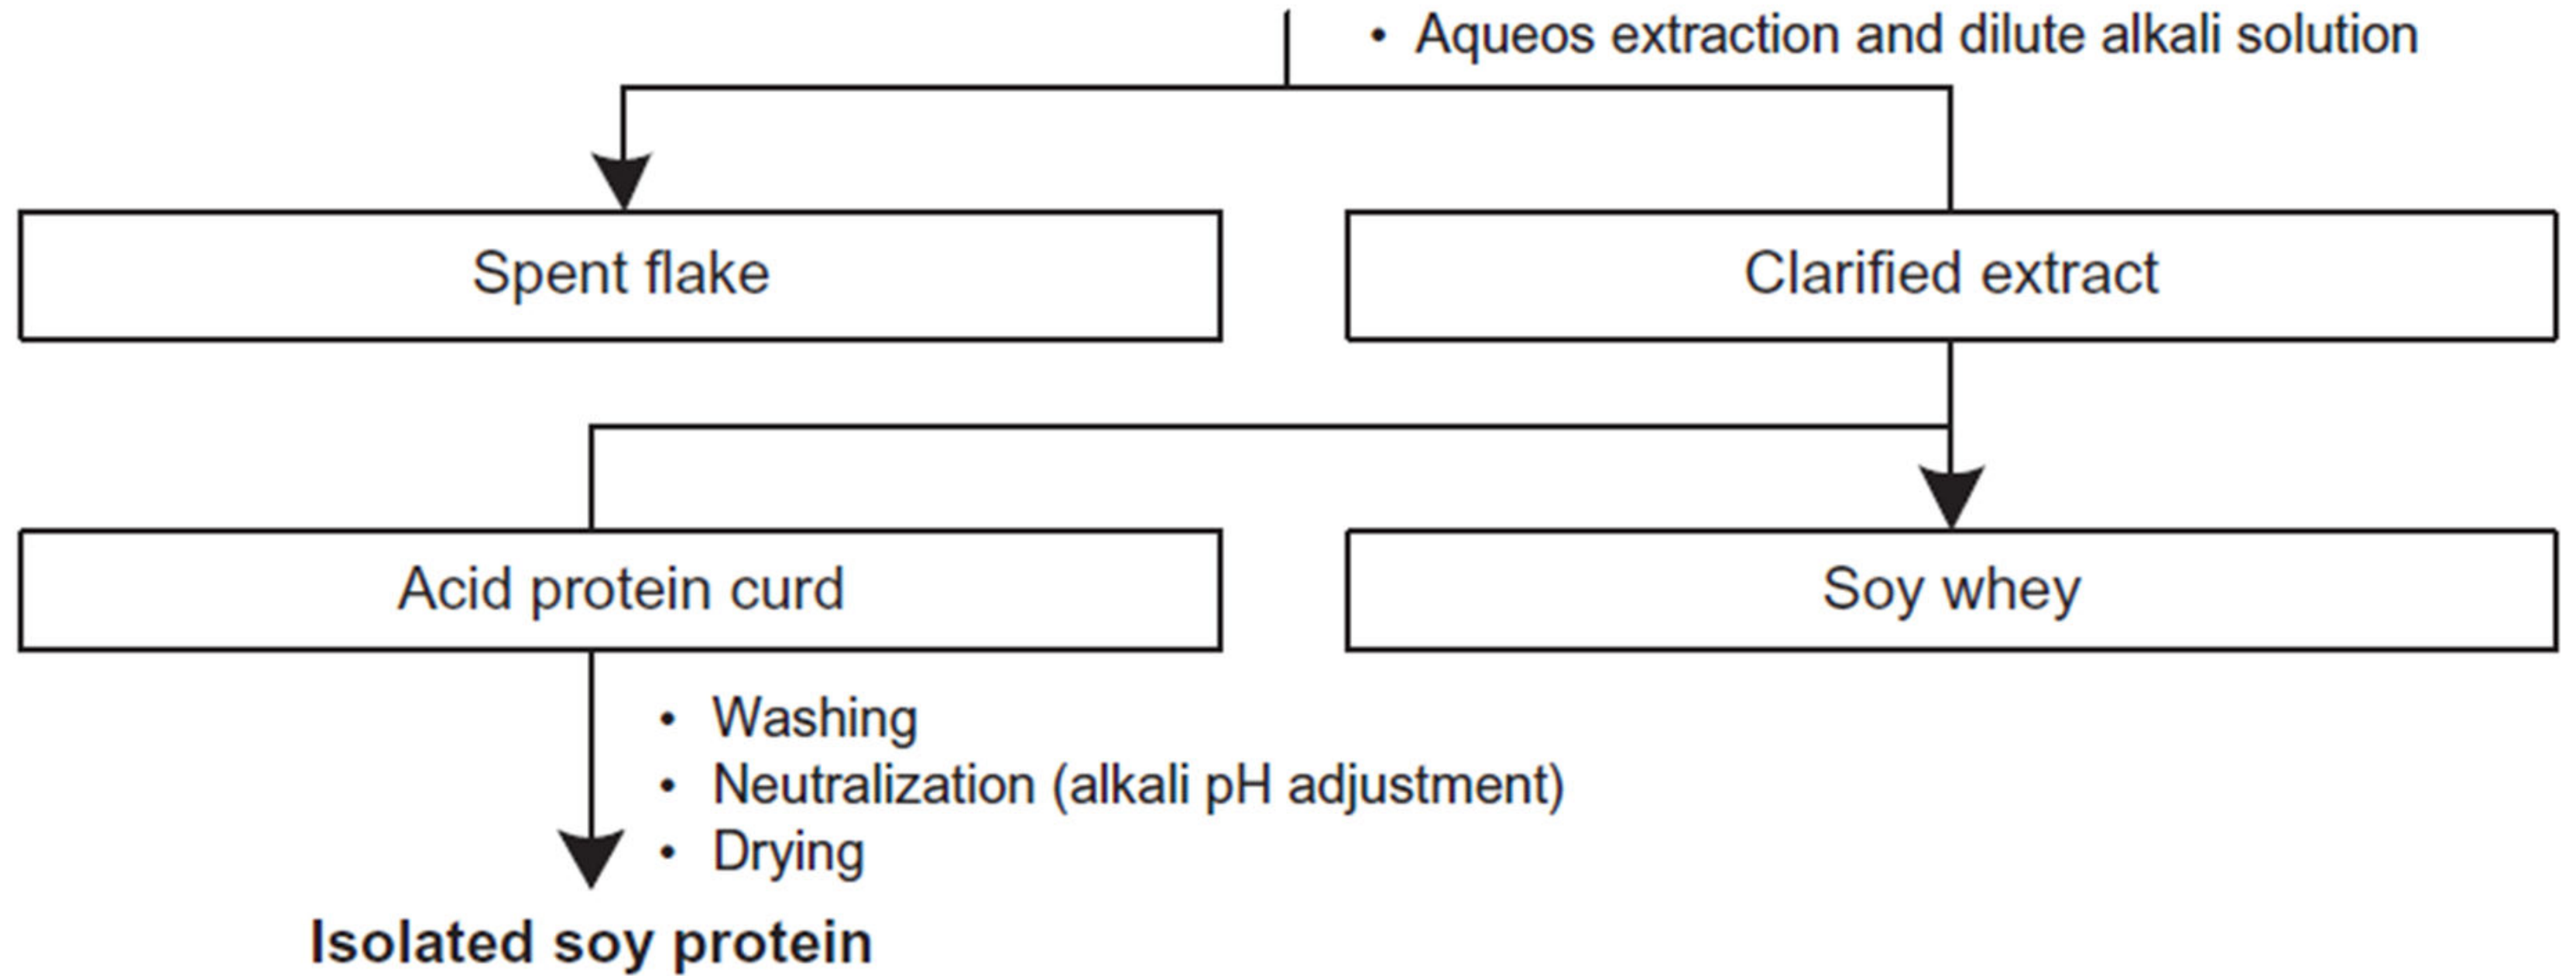 • Aqueos extraction and dilute alkali solution
Spent flake
Clarified extract
Acid protein curd
Soy whey
• Washing
• Neutralization (alkali pH adjustment)
• Drying
Isolated soy protein